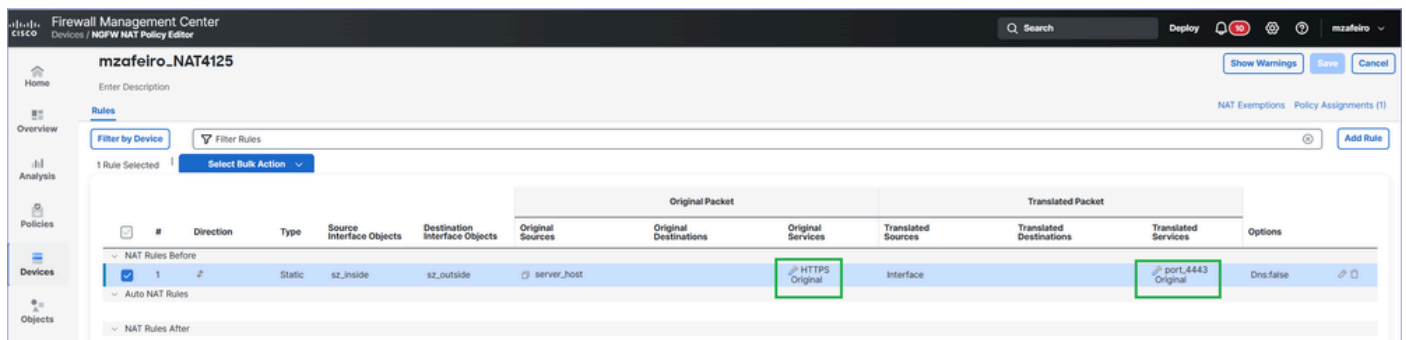 Firewall Management Center
CISCO Devices / NGFW NAT Policy Editor
Search
Deploy
10
mzafeiro
Home
Overview
Analysis
Policies
Devices
Objects
mzafeiro_NAT4125
Show Warnings
Save
Cancel
Enter Description
Rules
NAT Exemptions Policy Assignments (1)
Filter by Device
Filter Rules
Add Rule
1 Rule Selected
Select Bulk Action
Original Packet
Translated Packet
# Direction Type Source Interface Objects Destination Interface Objects Original Sources Original Destinations Original Services Translated Sources Translated Destinations Translated Services Options
NAT Rules Before
1 Static sz_inside sz_outside server_host HTTPS Original Interface port_4443 Original Dns:false
Auto NAT Rules
NAT Rules After